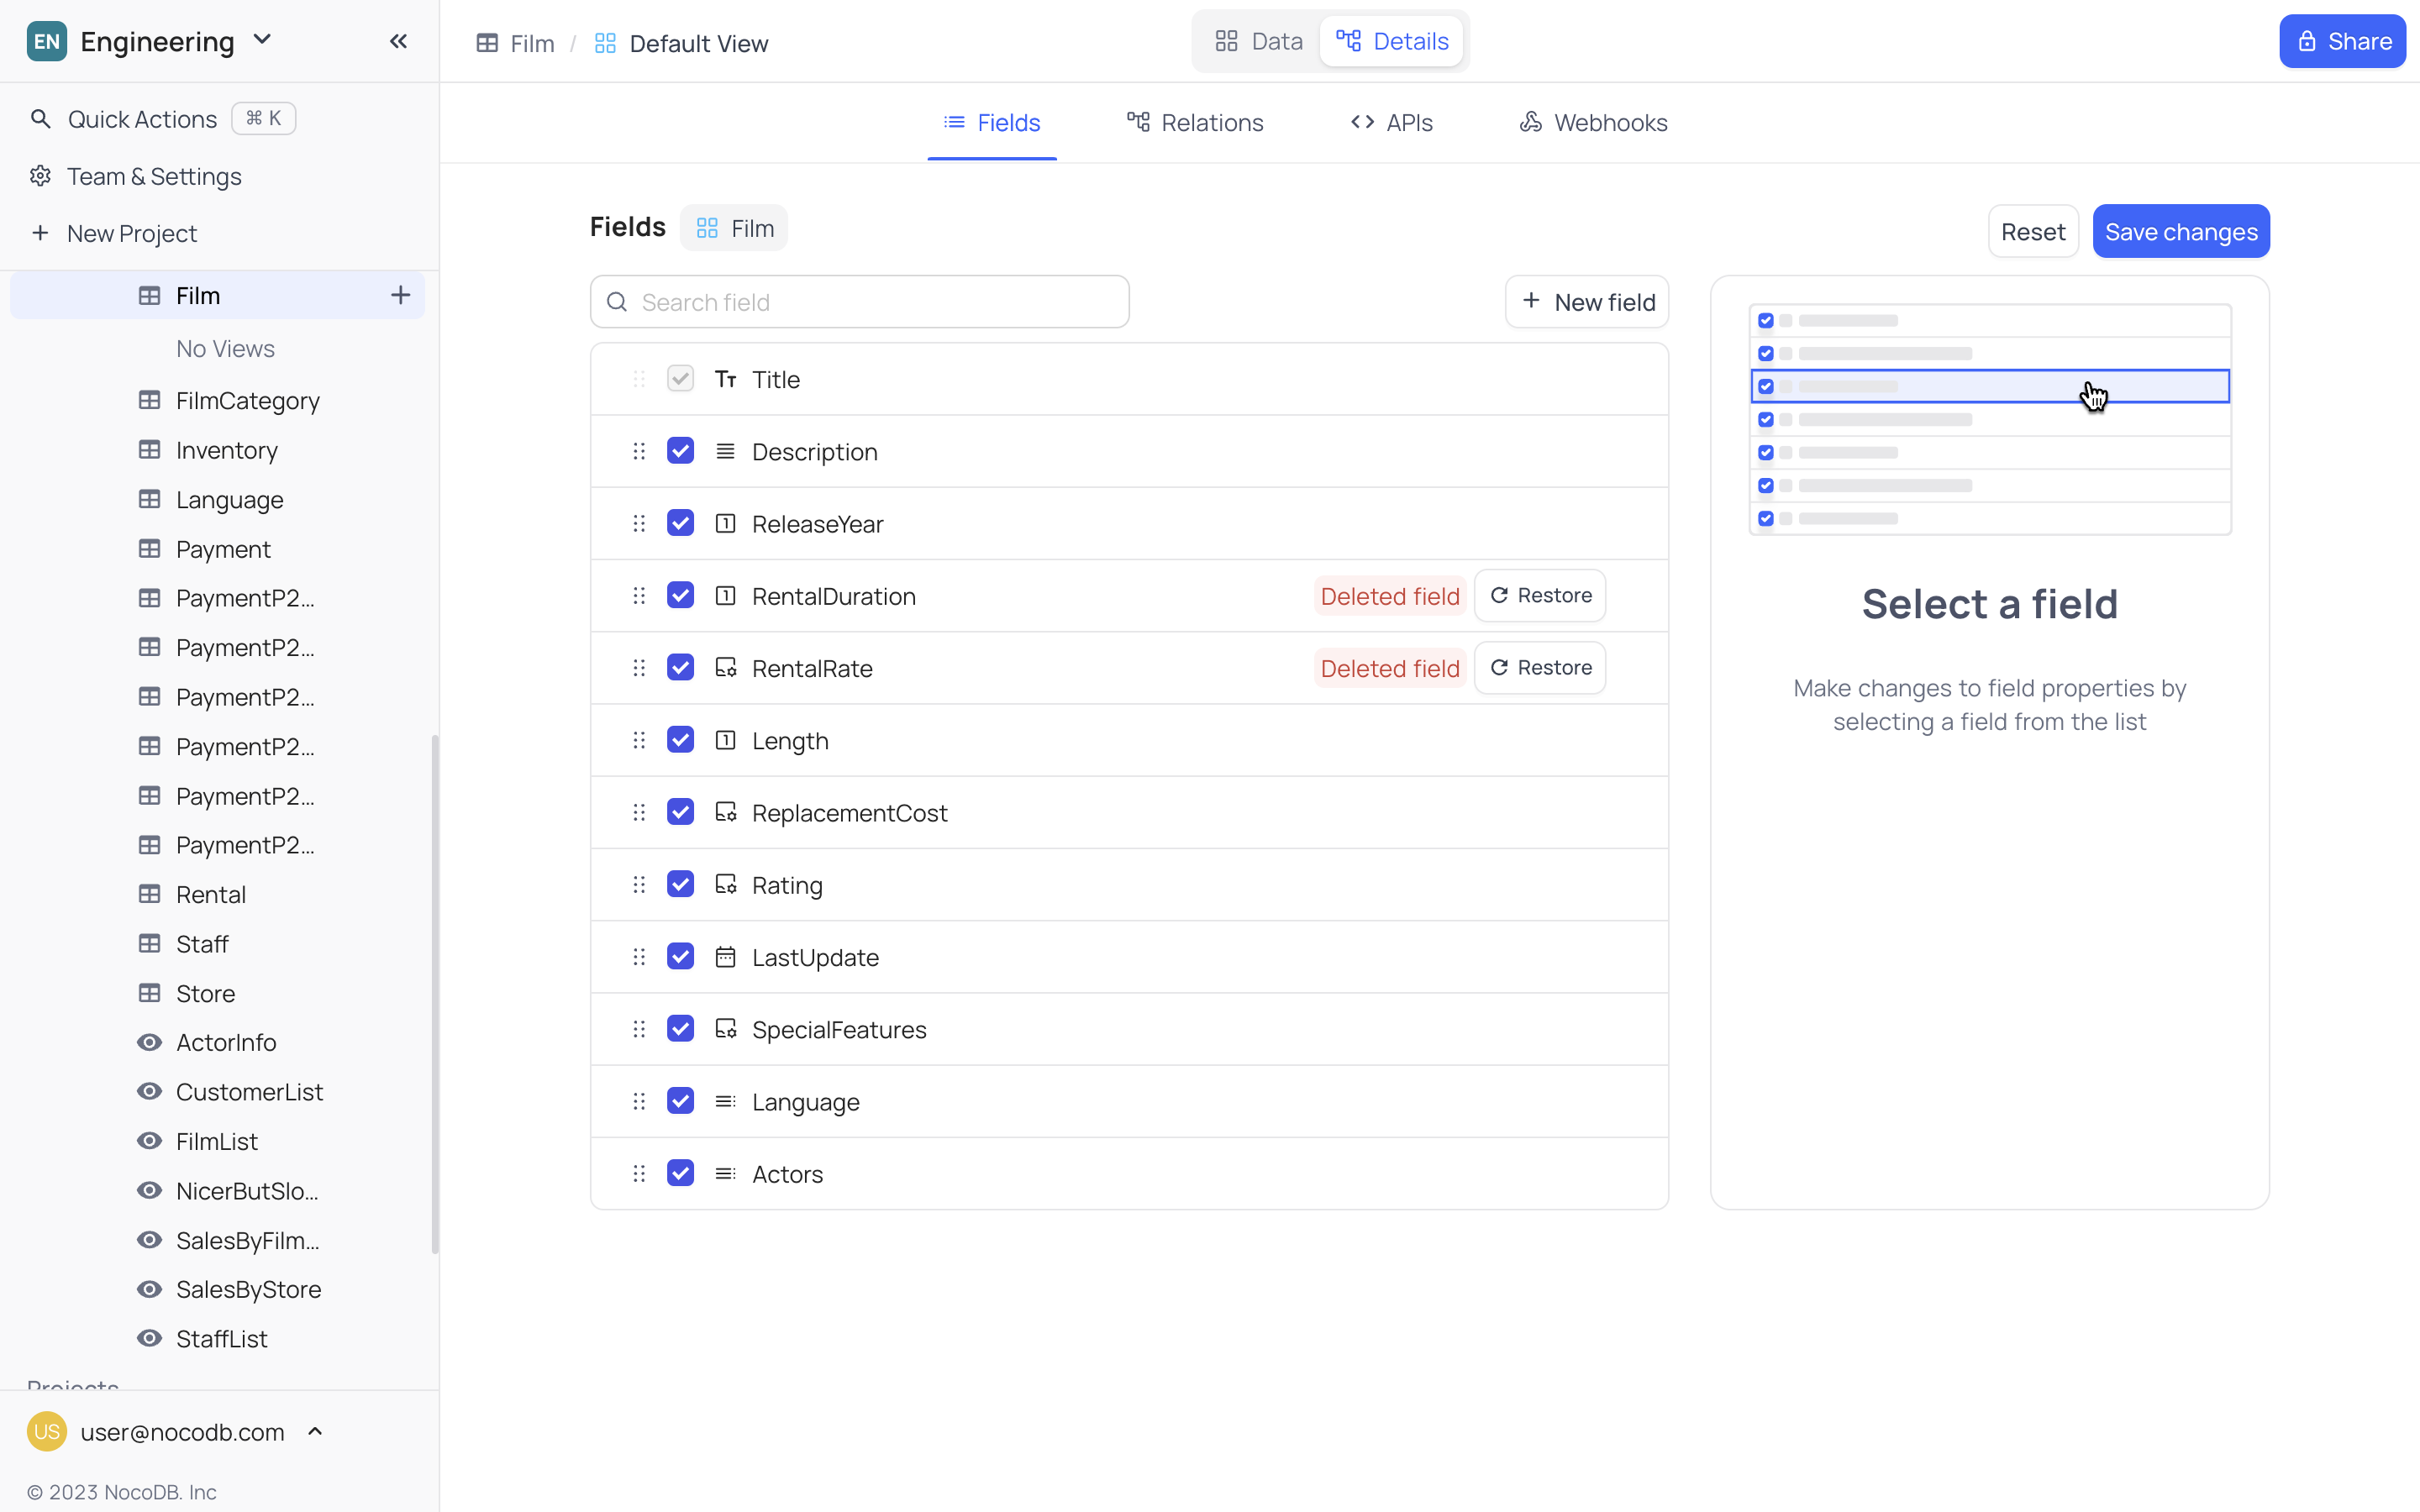 EN Engineering
Quick Actions ⌘ K
Team & Settings
New Project
Film
No Views
FilmCategory
Inventory
Language
Payment
PaymentP2...
PaymentP2...
PaymentP2...
PaymentP2...
PaymentP2...
PaymentP2...
Rental
Staff
Store
ActorInfo
CustomerList
FilmList
NicerButSlo...
SalesByFilm...
SalesByStore
StaffList
Projects
US user@nocodb.com
© 2023 NocoDB. Inc
Film / Default View
Data Details
Share
Fields Relations APIs Webhooks
Fields Film
Reset Save changes
Search field
New field
Title
Description
ReleaseYear
RentalDuration Deleted field Restore
RentalRate Deleted field Restore
Length
ReplacementCost
Rating
LastUpdate
SpecialFeatures
Language
Actors
Select a field
Make changes to field properties by
selecting a field from the list